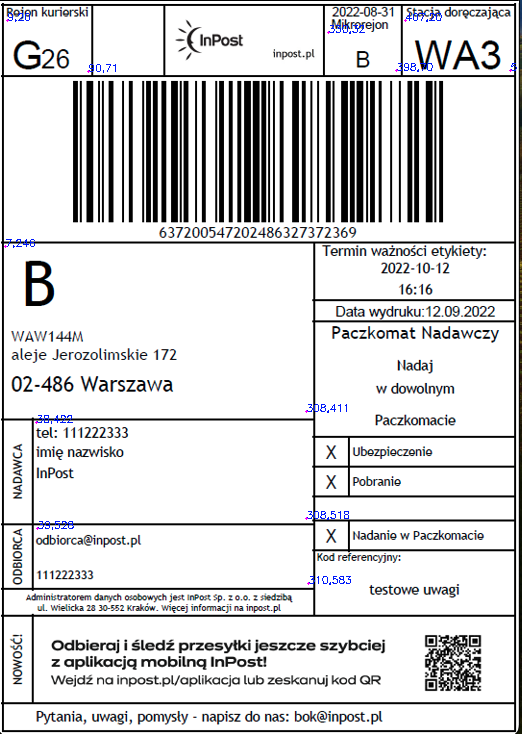 Rejon kurierski
9,20
G26
90,71
InPost
inpost.pl
2022-08-31
Mikrorejon
330,32
B
Stacja doręczająca
407,20
WA3
398,70
5
637200547202486327372369
7,246
B
WAW144M
aleje Jerozolimskie 172
02-486 Warszawa
Termin ważności etykiety:
2022-10-12
16:16
Data wydruku:12.09.2022
Paczkomat Nadawczy
Nadaj
w dowolnym
308,411
Paczkomacie
38,422
NADAWCA
tel: 111222333
imię nazwisko
InPost
X Ubezpieczenie
X Pobranie
308,518
X Nadanie w Paczkomacie
39,526
ODBIORCA
odbiorca@inpost.pl
111222333
Kod referencyjny:
310,583
testowe uwagi
Administratorem danych osobowych jest InPost Sp. z o.o. z siedzibą
ul. Wielicka 28 30-552 Kraków. Więcej informacji na inpost.pl
NOWOŚĆ!
Odbieraj i śledź przesyłki jeszcze szybciej
z aplikacją mobilną InPost!
Wejdź na inpost.pl/aplikacja lub zeskanuj kod QR
Pytania, uwagi, pomysły - napisz do nas: bok@inpost.pl